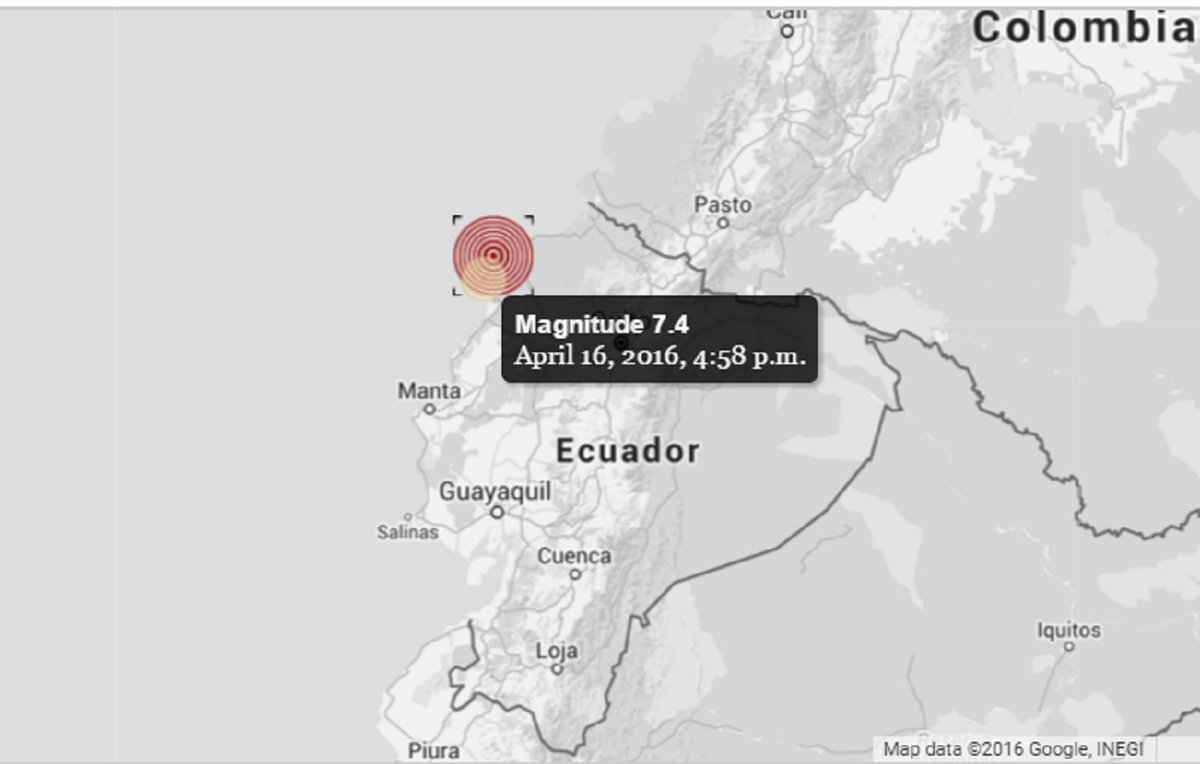 Cali
Colombia
Pasto
Magnitude 7.4
April 16, 2016, 4:58 p.m.
Manta
Ecuador
Guayaquil
Salinas
Cuenca
Iquitos
Loja
Piura
Map data ©2016 Google, INEGI